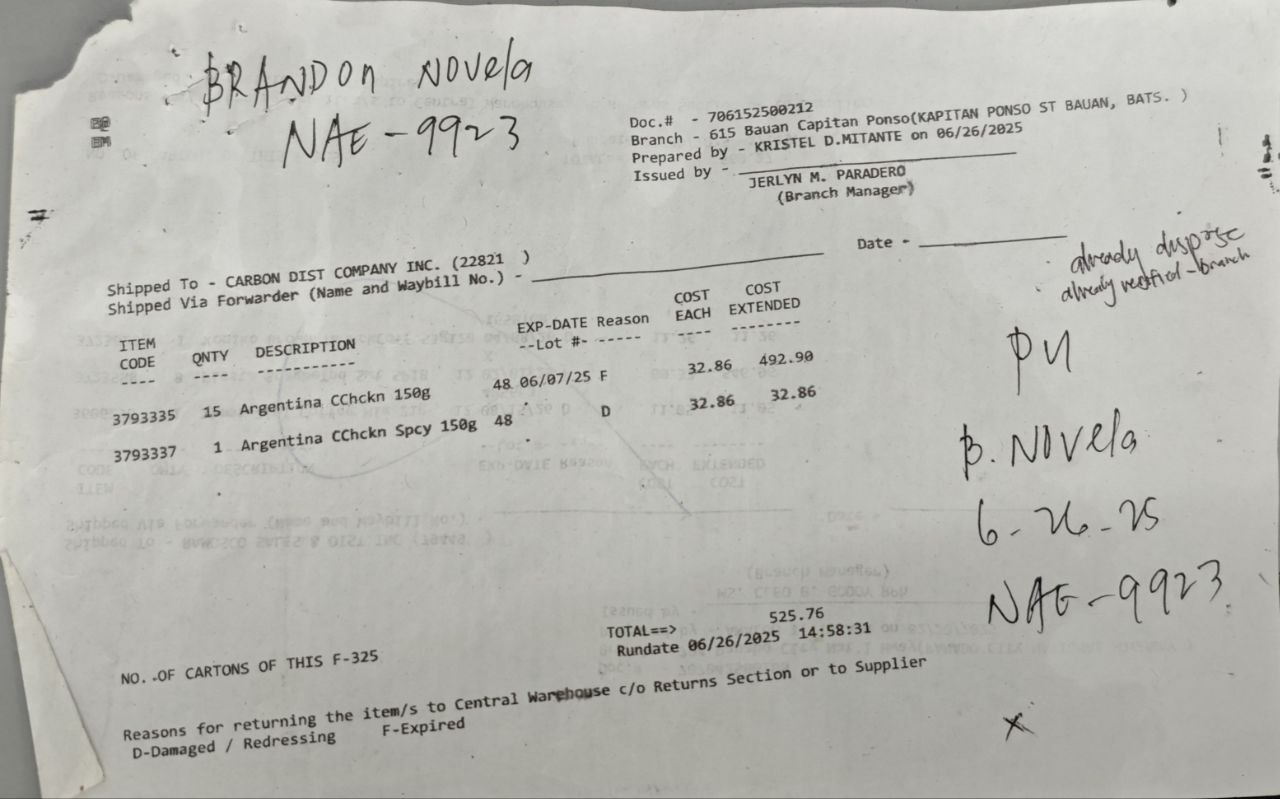 BRANDON NOVEla
NAE-9923
Doc.# - 706152500212
Branch - 615 Bauan Capitan Ponso(KAPITAN PONSO ST BAUAN, BATS. )
Prepared by - KRISTEL D.MITANTE on 06/26/2025
Issued by -
JERLYN M. PARADERO
(Branch Manager)
Date -
Shipped To - CARBON DIST COMPANY INC. (22821 )
Shipped Via Forwarder (Name and Waybill No.) -
already dispose
already -branch
ITEM CODE QNTY DESCRIPTION EXP-DATE Reason --Lot #- COST EACH COST EXTENDED
3793335 15 Argentina CChckn 150g 48 06/07/25 F 32.86 492.90
3793337 1 Argentina CChckn Spcy 150g 48 D 32.86 32.86
B. NOVEla
6-26-25
NAE-9923
TOTAL==> 525.76
Rundate 06/26/2025 14:58:31
NO. OF CARTONS OF THIS F-325
Reasons for returning the item/s to Central Warehouse c/o Returns Section or to Supplier
D-Damaged / Redressing F-Expired